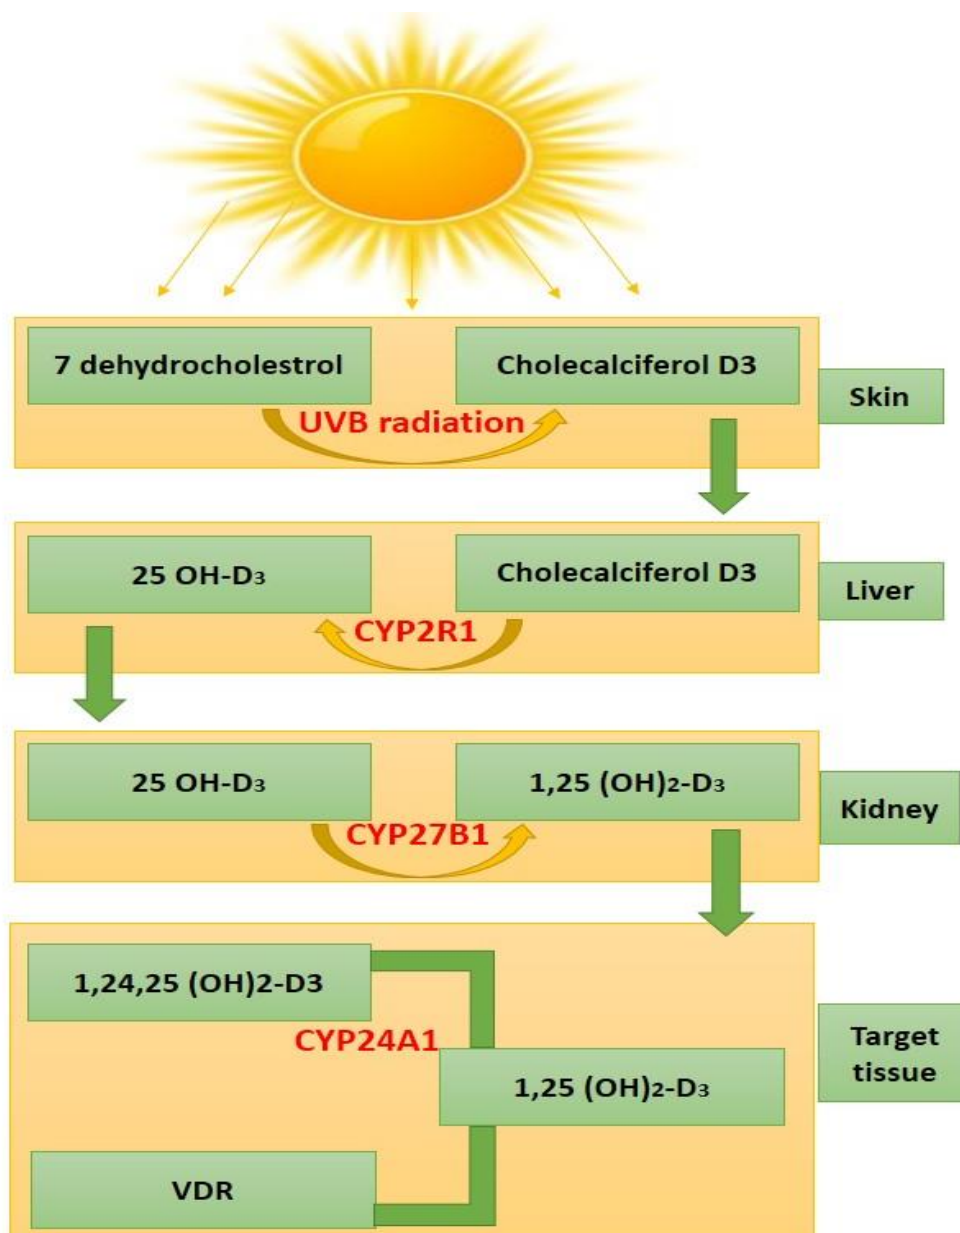 7 dehydrocholestrol
Cholecalciferol D3
UVB radiation
Skin
25 OH-D₃
Cholecalciferol D3
CYP2R1
Liver
25 OH-D₃
1,25 (OH)₂-D₃
CYP27B1
Kidney
1,24,25 (OH)2-D3
CYP24A1
1,25 (OH)₂-D₃
VDR
Target
tissue